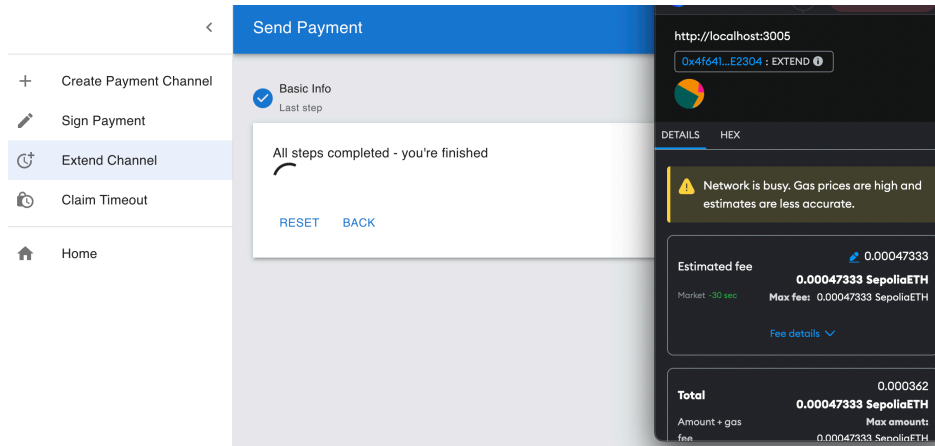 Create Payment Channel
Sign Payment
Extend Channel
Claim Timeout
Home
Send Payment
Basic Info
Last step
All steps completed - you're finished
RESET BACK
http://localhost:3005
0x4f641...E2304 : EXTEND
DETAILS HEX
Network is busy. Gas prices are high and
estimates are less accurate.
0.00047333
Estimated fee
0.00047333 SepoliaETH
Market ~30 sec Max fee: 0.00047333 SepoliaETH
Fee details
0.000362
Total
0.00047333 SepoliaETH
Amount + gas Max amount:
fee 0.00047333 SepoliaETH